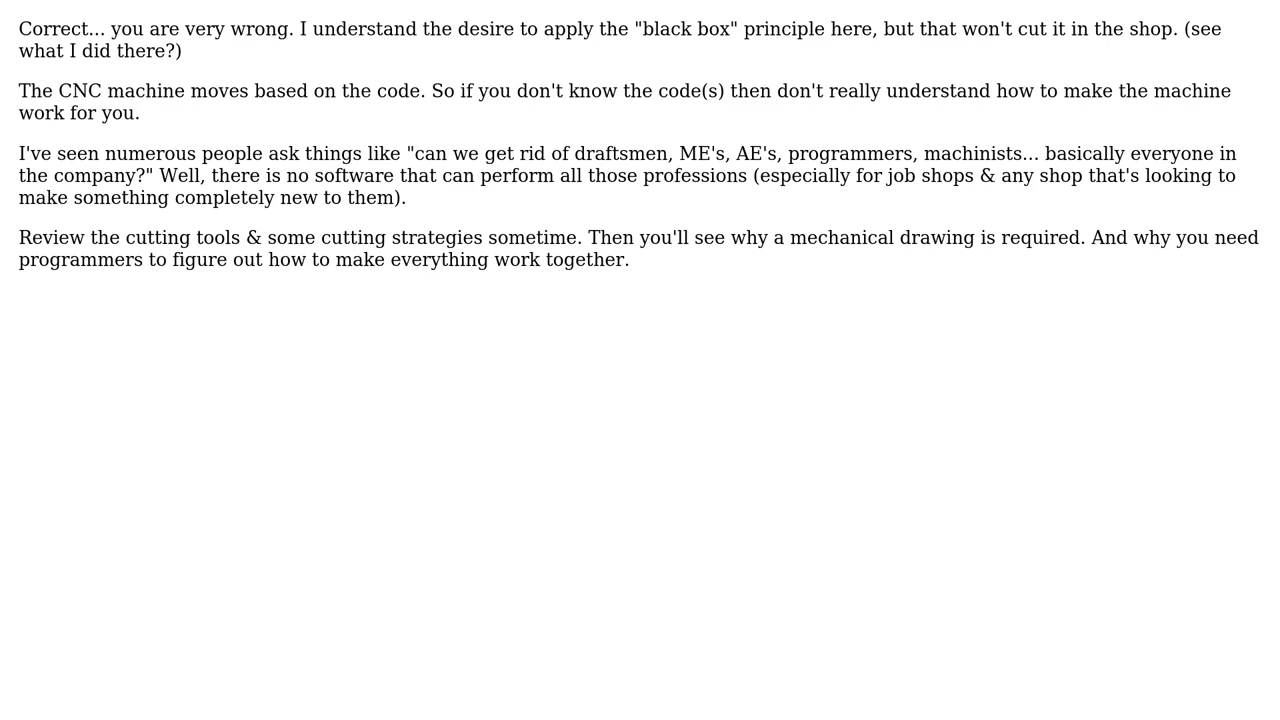 Correct... you are very wrong. I understand the desire to apply the "black box" principle here, but that won't cut it in the shop. (see
what I did there?)
The CNC machine moves based on the code. So if you don't know the code(s) then don't really understand how to make the machine
work for you.
I've seen numerous people ask things like "can we get rid of draftsmen, ME's, AE's, programmers, machinists... basically everyone in
the company?" Well, there is no software that can perform all those professions (especially for job shops & any shop that's looking to
make something completely new to them).
Review the cutting tools & some cutting strategies sometime. Then you'll see why a mechanical drawing is required. And why you need
programmers to figure out how to make everything work together.